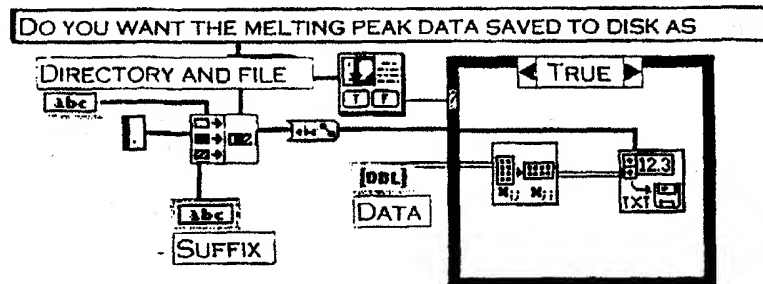 DO YOU WANT THE MELTING PEAK DATA SAVED TO DISK AS
DIRECTORY AND FILE
abc
T F
TRUE
.
abc
12.3
TXT
[DBL]
DATA
abc
SUFFIX